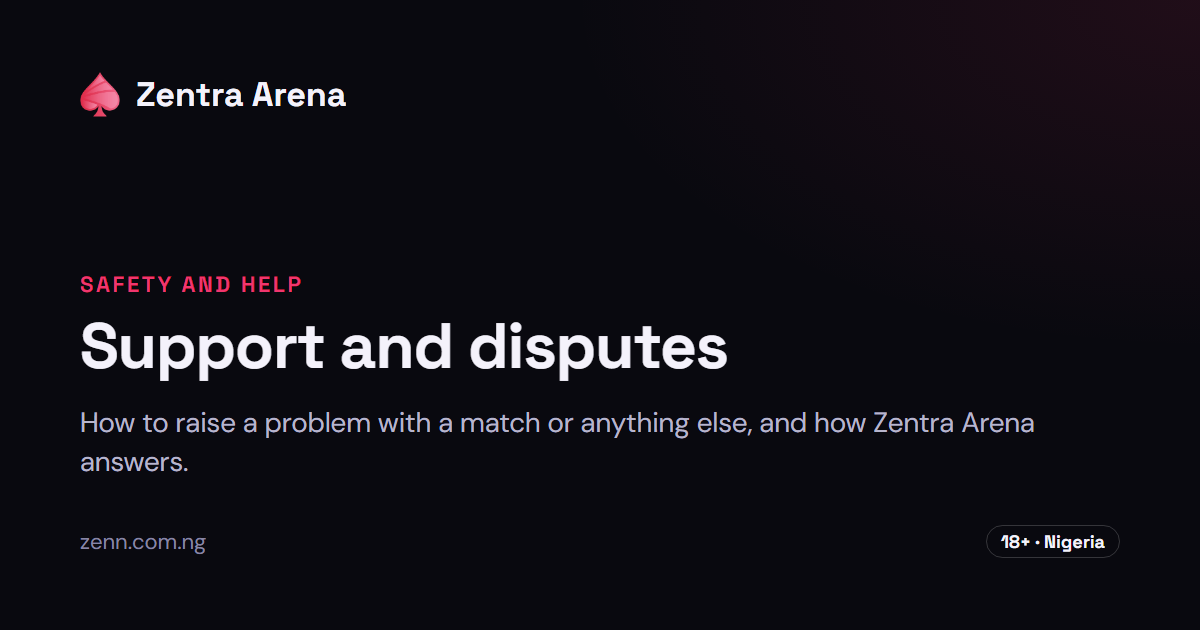 Zentra Arena
SAFETY AND HELP
Support and disputes
How to raise a problem with a match or anything else, and how Zentra Arena
answers.
zenn.com.ng
18+ · Nigeria